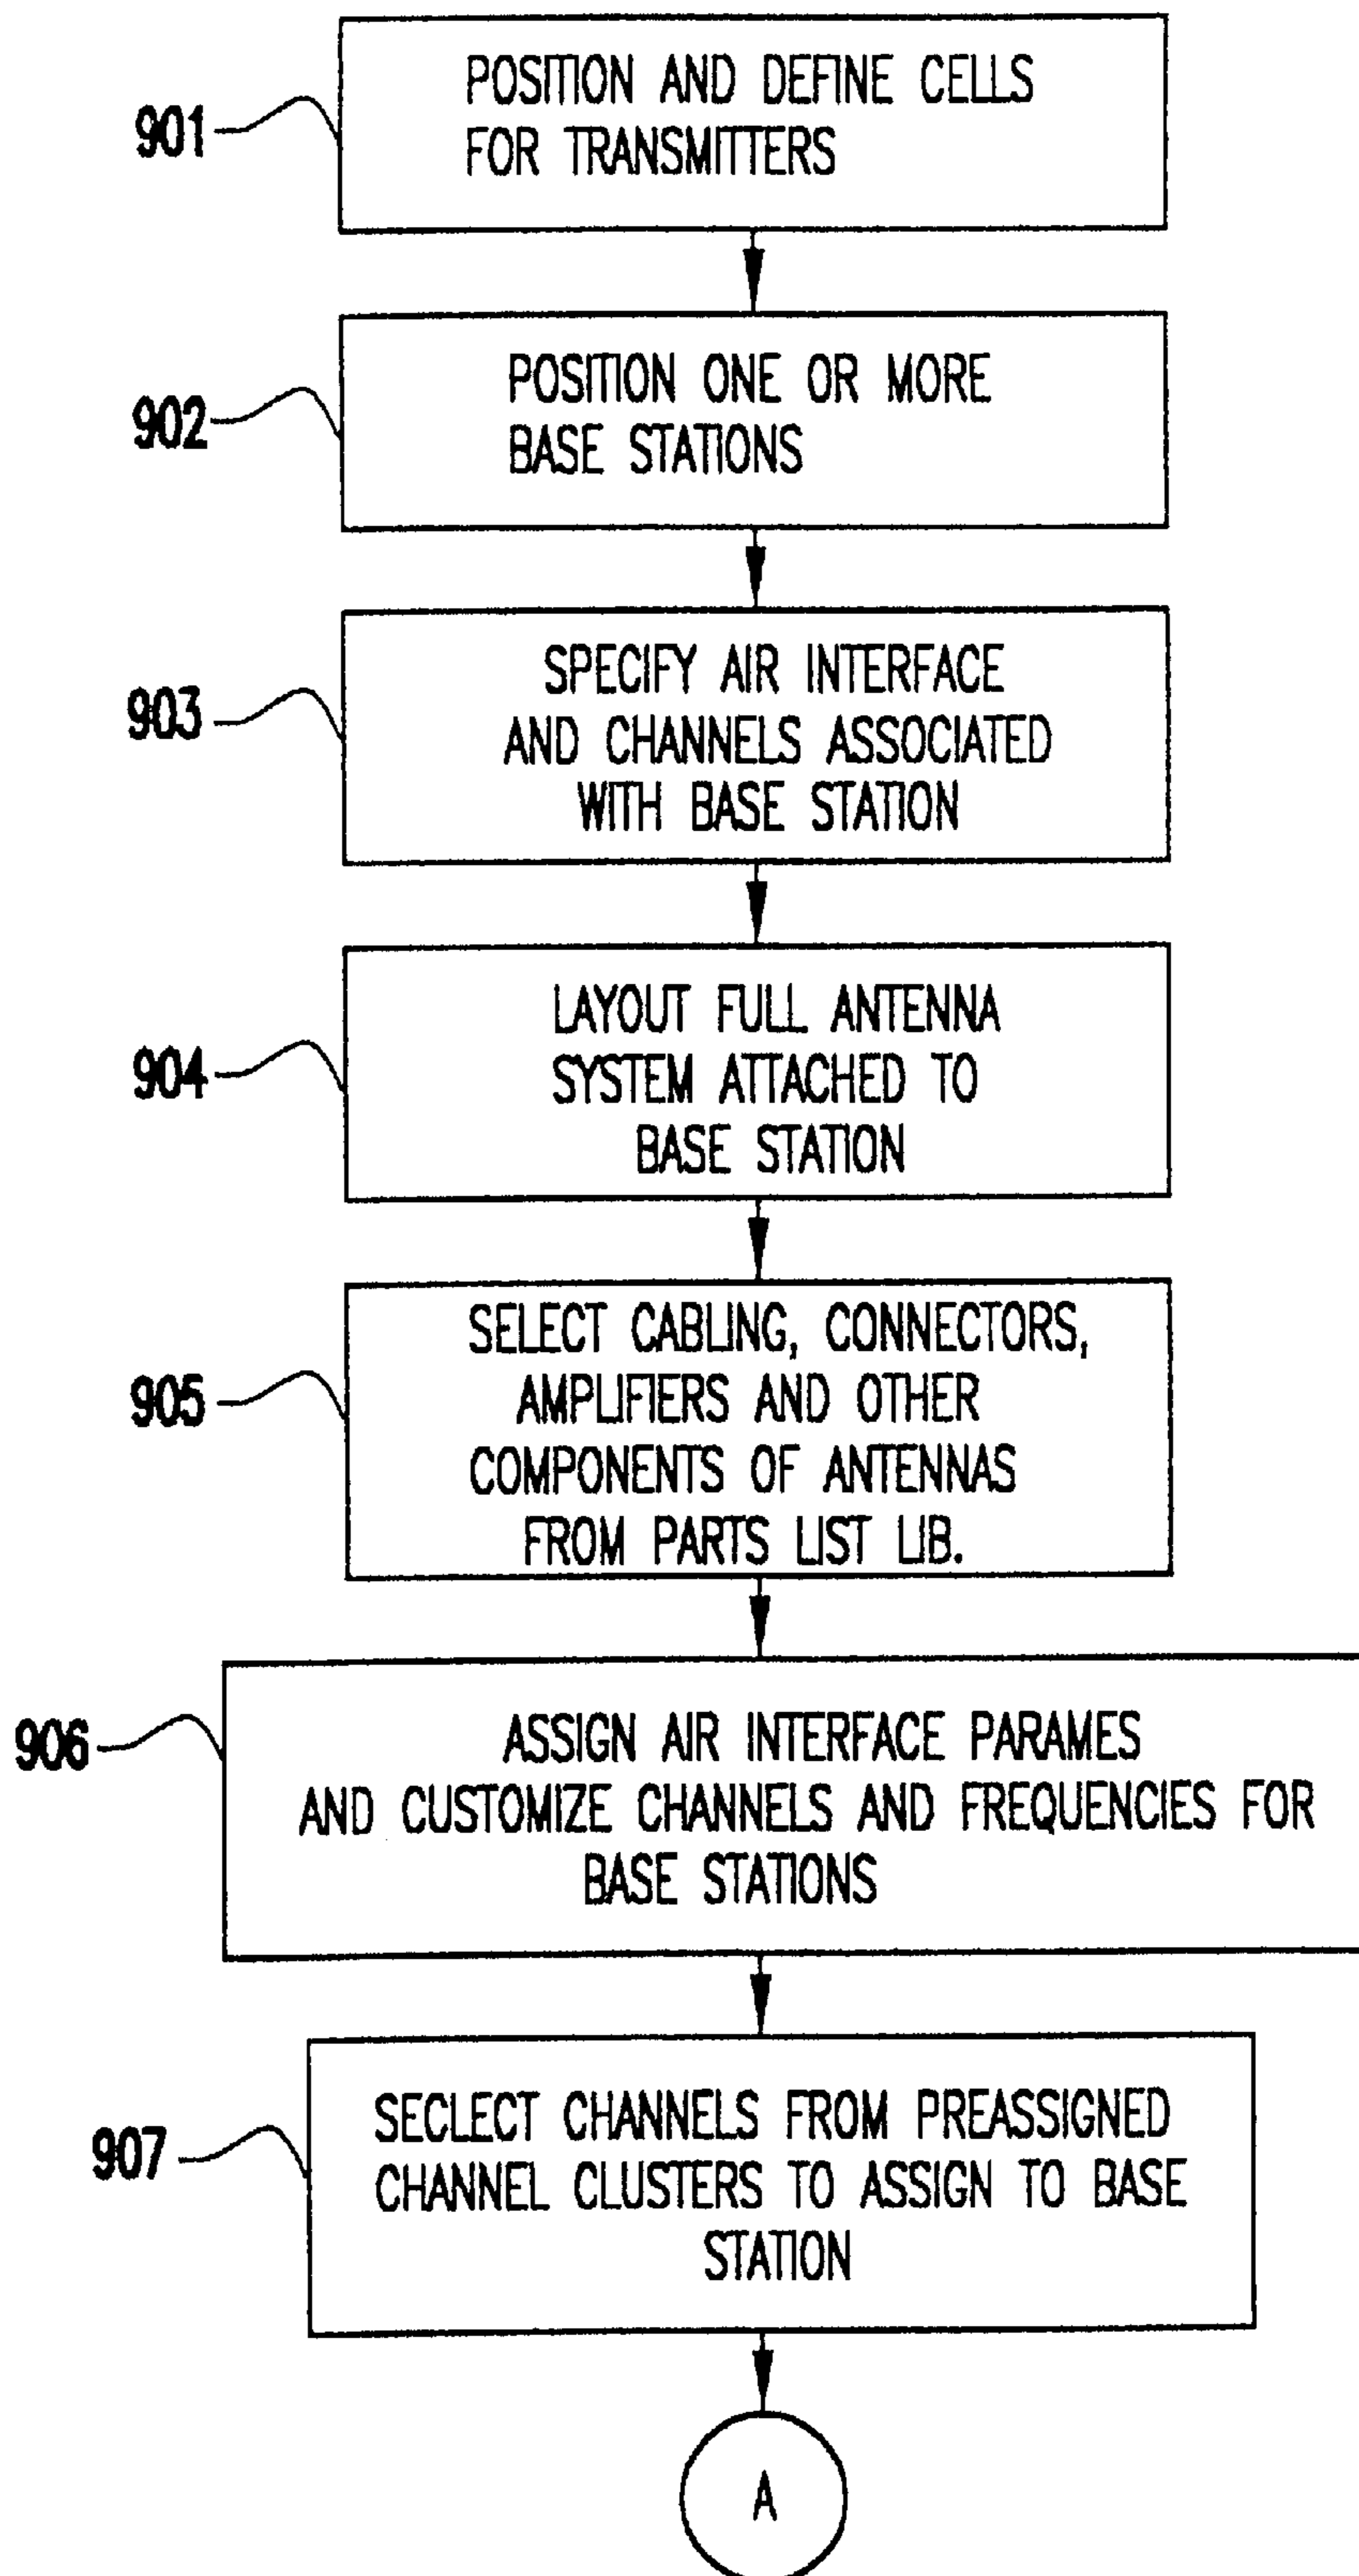 901
POSITION AND DEFINE CELLS
FOR TRANSMITTERS
902
POSITION ONE OR MORE
BASE STATIONS
903
SPECIFY AIR INTERFACE
AND CHANNELS ASSOCIATED
WITH BASE STATION
904
LAYOUT FULL ANTENNA
SYSTEM ATTACHED TO
BASE STATION
905
SELECT CABLING, CONNECTORS,
AMPLIFIERS AND OTHER
COMPONENTS OF ANTENNAS
FROM PARTS LIST LIB.
906
ASSIGN AIR INTERFACE PARAMES
AND CUSTOMIZE CHANNELS AND FREQUENCIES FOR
BASE STATIONS
907
SECLECT CHANNELS FROM PREASSIGNED
CHANNEL CLUSTERS TO ASSIGN TO BASE
STATION
A